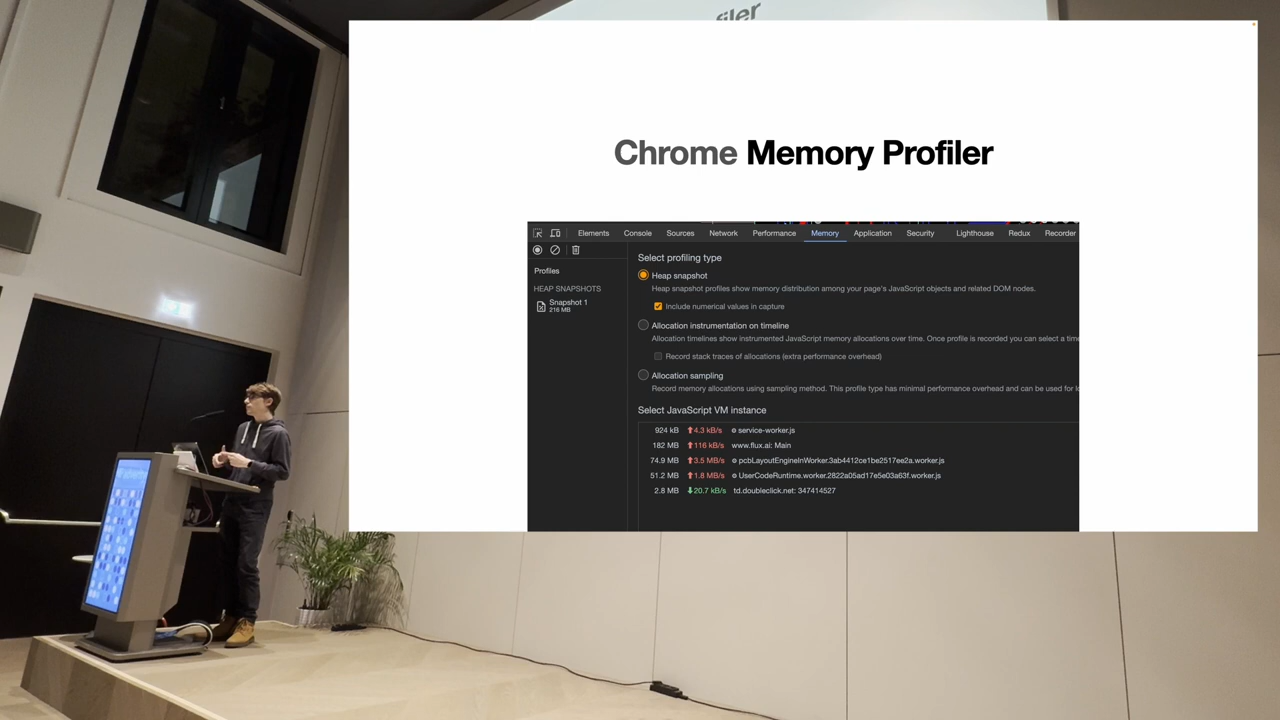 filer
Chrome Memory Profiler
Elements Console Sources Network Performance Memory Application Security Lighthouse Redux Recorder
Profiles
HEAP SNAPSHOTS
Snapshot 1
216 MB
Select profiling type
Heap snapshot
Heap snapshot profiles show memory distribution among your page's JavaScript objects and related DOM nodes.
Include numerical values in capture
Allocation instrumentation on timeline
Allocation timelines show instrumented JavaScript memory allocations over time. Once profile is recorded you can select a time
Record stack traces of allocations (extra performance overhead)
Allocation sampling
Record memory allocations using sampling method. This profile type has minimal performance overhead and can be used for lo
Select JavaScript VM instance
924 kB 4.3 kB/s service-worker.js
182 MB 116 kB/s www.flux.ai: Main
74.9 MB 3.5 MB/s pcbLayoutEngineInWorker.3ab4412ce1be2517ee2a.worker.js
51.2 MB 1.8 MB/s UserCodeRuntime.worker.2822a05ad17e5e03a63f.worker.js
2.8 MB 20.7 kB/s td.doubleclick.net: 347414527